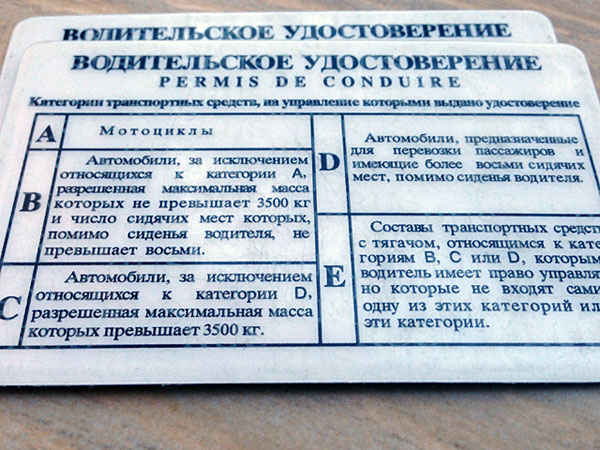 ВОДИТЕЛЬСКОЕ УДОСТОВЕРЕНИЕ
ВОДИТЕЛЬСКОЕ УДОСТОВЕРЕНИЕ
PERMIS DE CONDUIRE
Категории транспортных средств, на управление которыми выдано удостоверение
A Мотоциклы
B Автомобили, за исключением
относящихся к категории A,
разрешенная максимальная масса
которых не превышает 3500 кг
и число сидячих мест которых,
помимо сиденья водителя, не
превышает восьми.
C Автомобили, за исключением
относящихся к категории D,
разрешенная максимальная масса
которых превышает 3500 кг.
D Автомобили, предназначенные
для перевозки пассажиров и
имеющие более восьми сидячих
мест, помимо сиденья водителя.
E Составы транспортных средст
с тягачом, относящимся к кате
гориям B, C или D, которым
водитель имеет право управля
но которые не входят сами
одну из этих категорий или
эти категории.